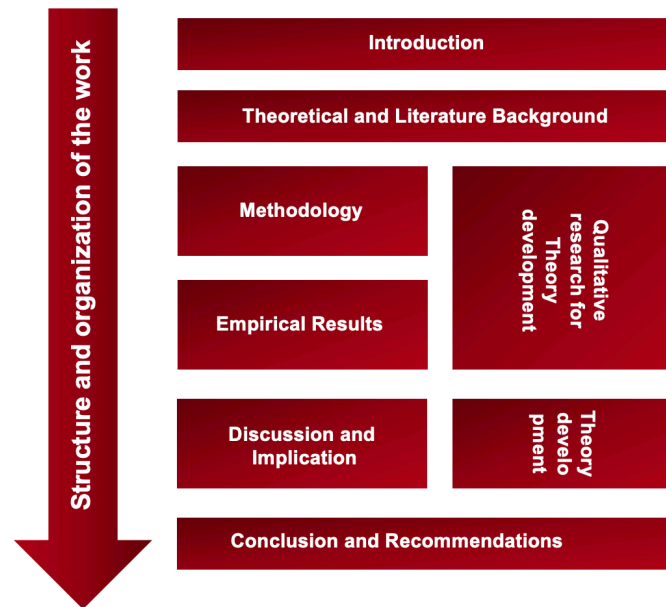 Structure and organization of the work
Introduction
Theoretical and Literature Background
Methodology
Qualitative
research for
Theory
development
Empirical Results
Discussion and
Implication
Theory
develo
pment
Conclusion and Recommendations